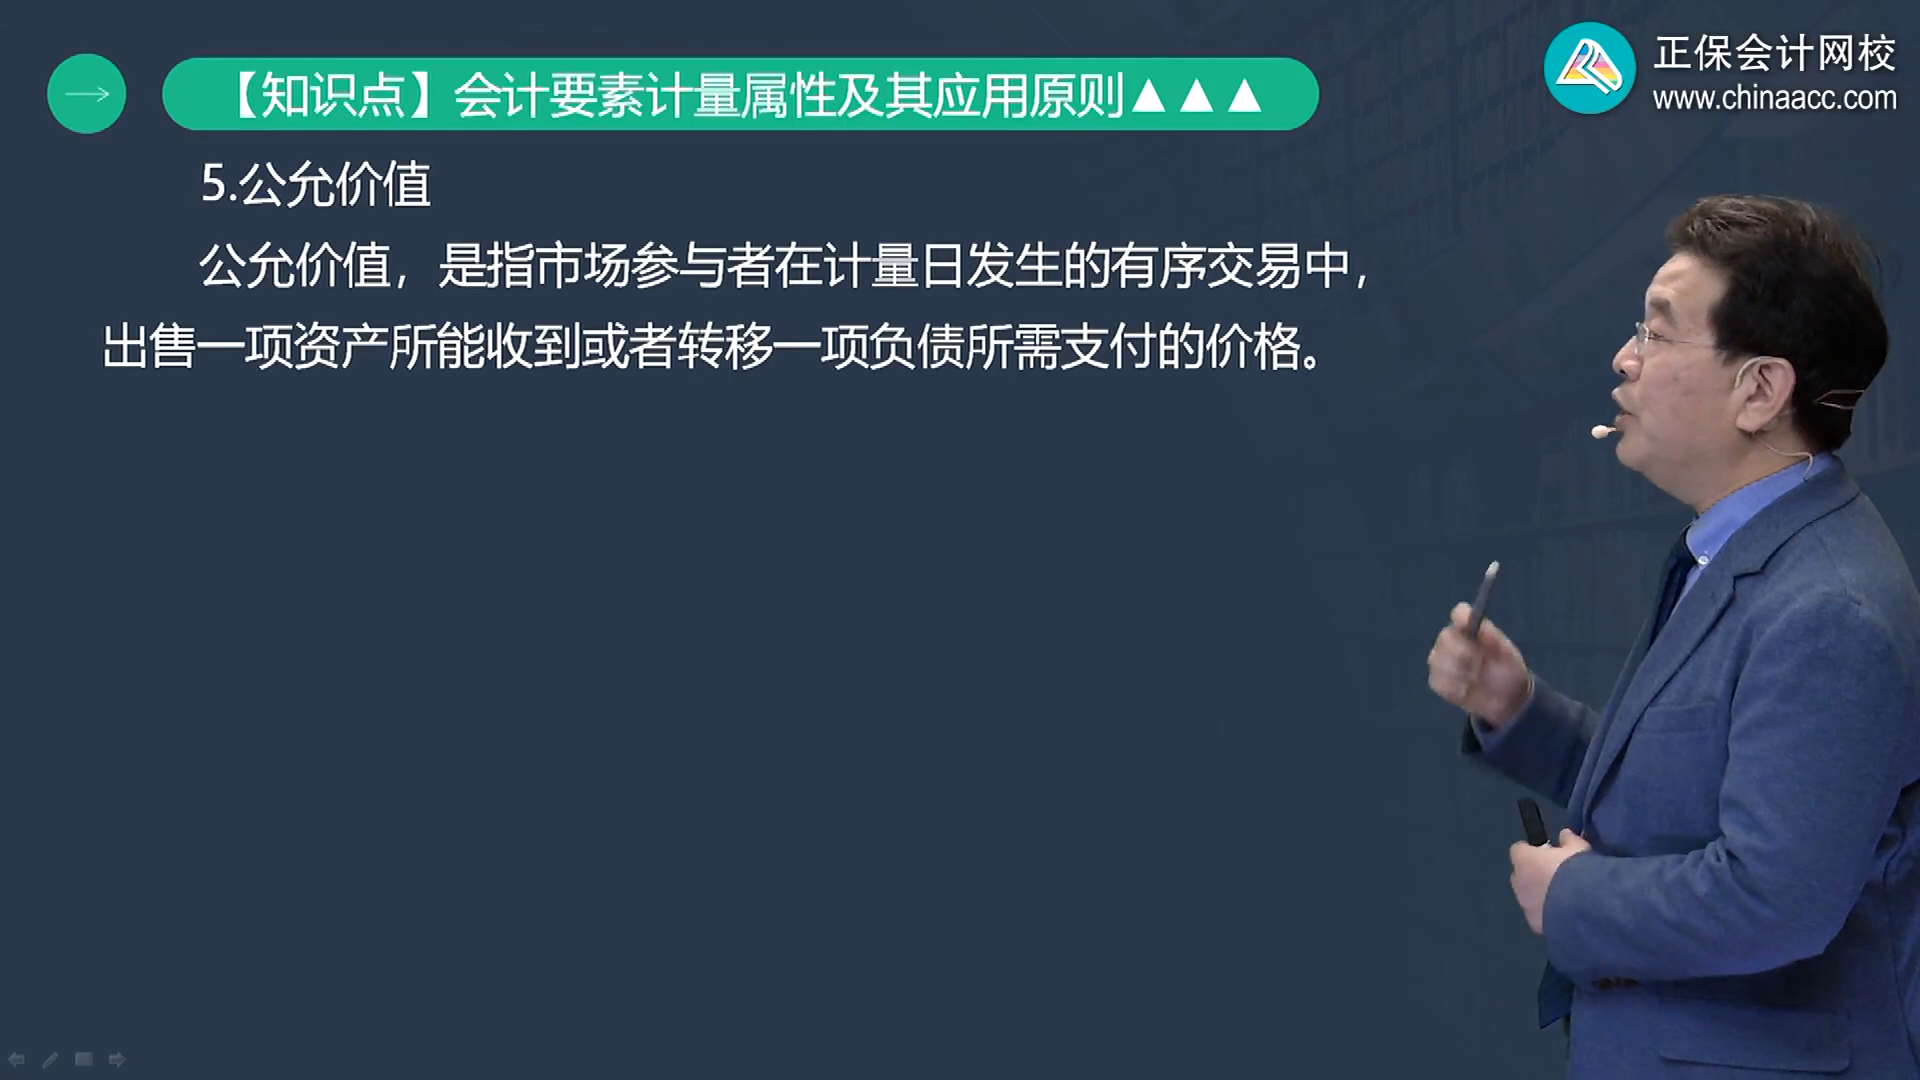 【知识点】会计要素计量属性及其应用原则▲▲▲
正保会计网校
www.chinaacc.com
5.公允价值
公允价值，是指市场参与者在计量日发生的有序交易中，
出售一项资产所能收到或者转移一项负债所需支付的价格。